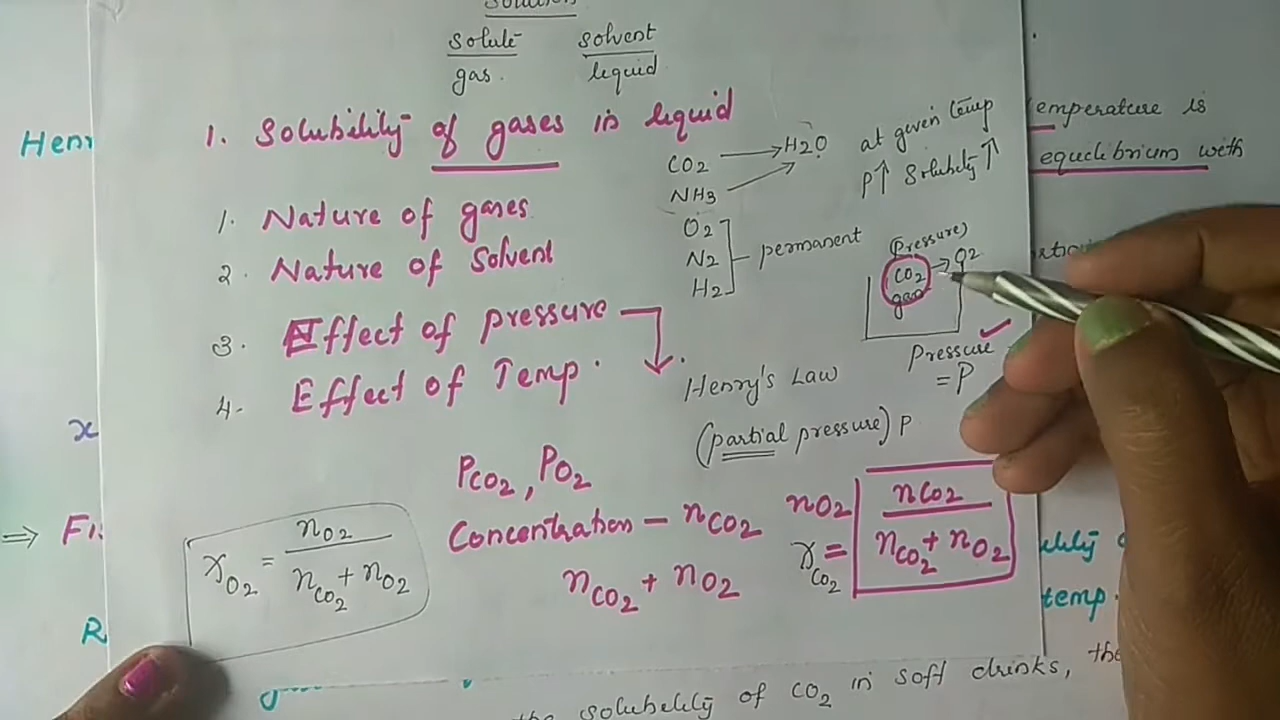 Solution
solute solvent
gas. liquid
1. Solubility of gases in liquid
1. Nature of gases
2. Nature of Solvent
3. Effect of pressure
4. Effect of Temp.
CO2 → H2O
NH3
O2
N2 permanent
H2
at given temp
P↑ Solubility ↑
(Pressure)
CO2 → O2
gas
Pressure ✓
= P
Henry's Law
(partial pressure) P
PCO2, PO2
Concentration - nCO2 nO2
nCO2 + nO2
xCO2 = nCO2
nCO2 + nO2
xO2 = nO2
nCO2 + nO2
Henr
temperature is
equilibrium with
x
⇒ Fi
R
temp.
the solubility of CO2 in soft drinks, the